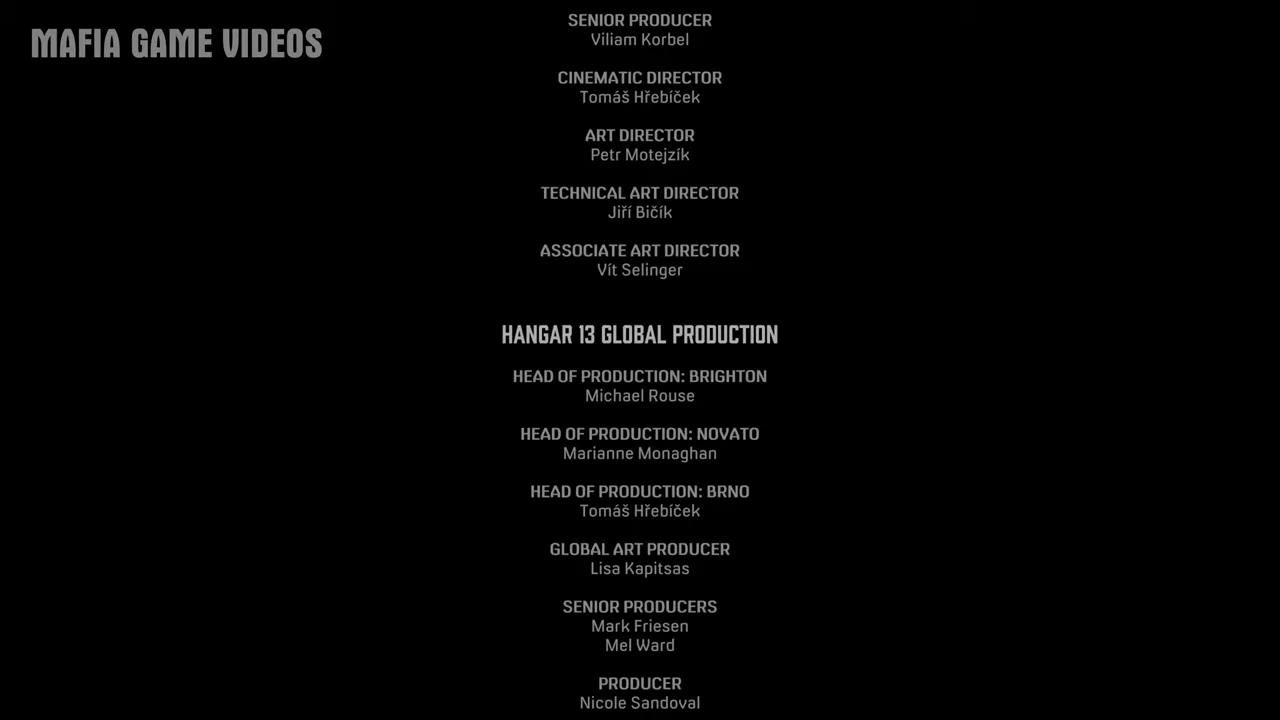 MAFIA GAME VIDEOS
SENIOR PRODUCER
Viliam Korbel
CINEMATIC DIRECTOR
Tomáš Hřebíček
ART DIRECTOR
Petr Motejzík
TECHNICAL ART DIRECTOR
Jiří Bičík
ASSOCIATE ART DIRECTOR
Vít Selinger
HANGAR 13 GLOBAL PRODUCTION
HEAD OF PRODUCTION: BRIGHTON
Michael Rouse
HEAD OF PRODUCTION: NOVATO
Marianne Monaghan
HEAD OF PRODUCTION: BRNO
Tomáš Hřebíček
GLOBAL ART PRODUCER
Lisa Kapitsas
SENIOR PRODUCERS
Mark Friesen
Mel Ward
PRODUCER
Nicole Sandoval